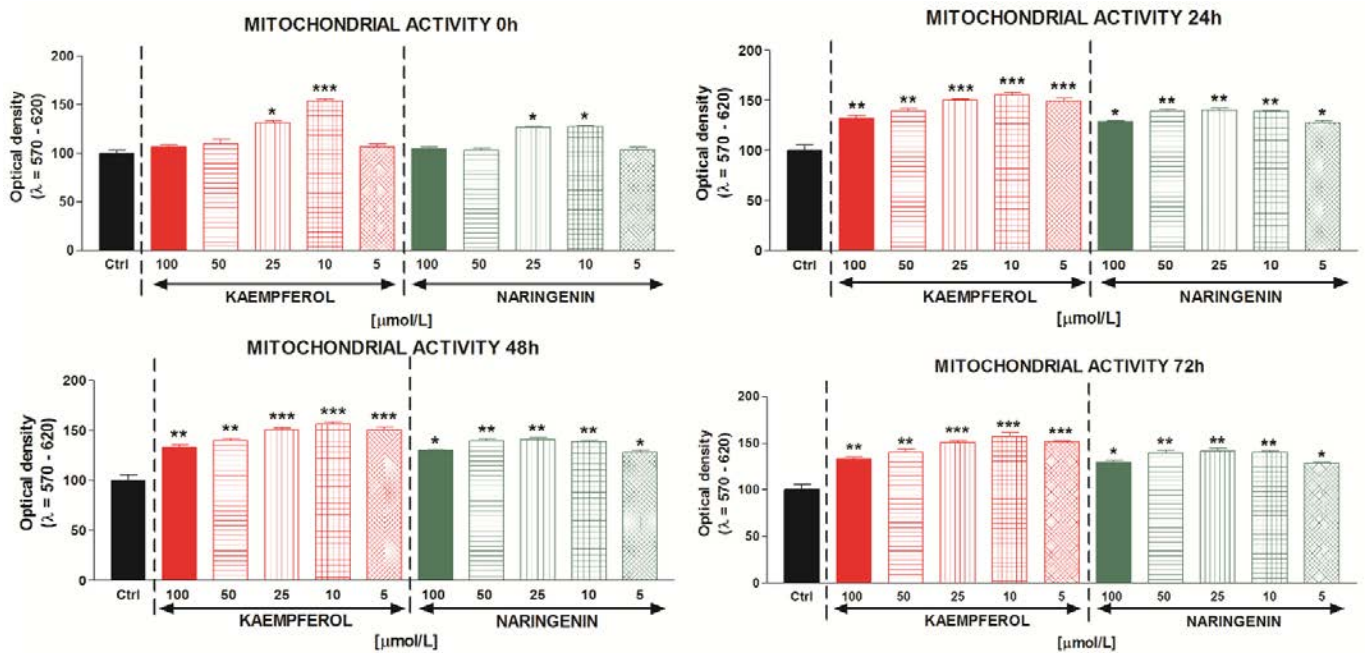 MITOCHONDRIAL ACTIVITY 0h
Optical density
(λ = 570 - 620)
200
150
100
50
0
* *** * *
Ctrl 100 50 25 10 5 100 50 25 10 5
KAEMPFEROL NARINGENIN
[μmol/L]
MITOCHONDRIAL ACTIVITY 24h
Optical density
(λ = 570 - 620)
200
150
100
50
0
** ** *** *** *** * ** ** ** *
Ctrl 100 50 25 10 5 100 50 25 10 5
KAEMPFEROL NARINGENIN
[μmol/L]
MITOCHONDRIAL ACTIVITY 48h
Optical density
(λ = 570 - 620)
200
150
100
50
0
** ** *** *** *** * ** ** ** *
Ctrl 100 50 25 10 5 100 50 25 10 5
KAEMPFEROL NARINGENIN
[μmol/L]
MITOCHONDRIAL ACTIVITY 72h
Optical density
(λ = 570 - 620)
200
150
100
50
0
** ** *** *** *** * ** ** ** *
Ctrl 100 50 25 10 5 100 50 25 10 5
KAEMPFEROL NARINGENIN
[μmol/L]